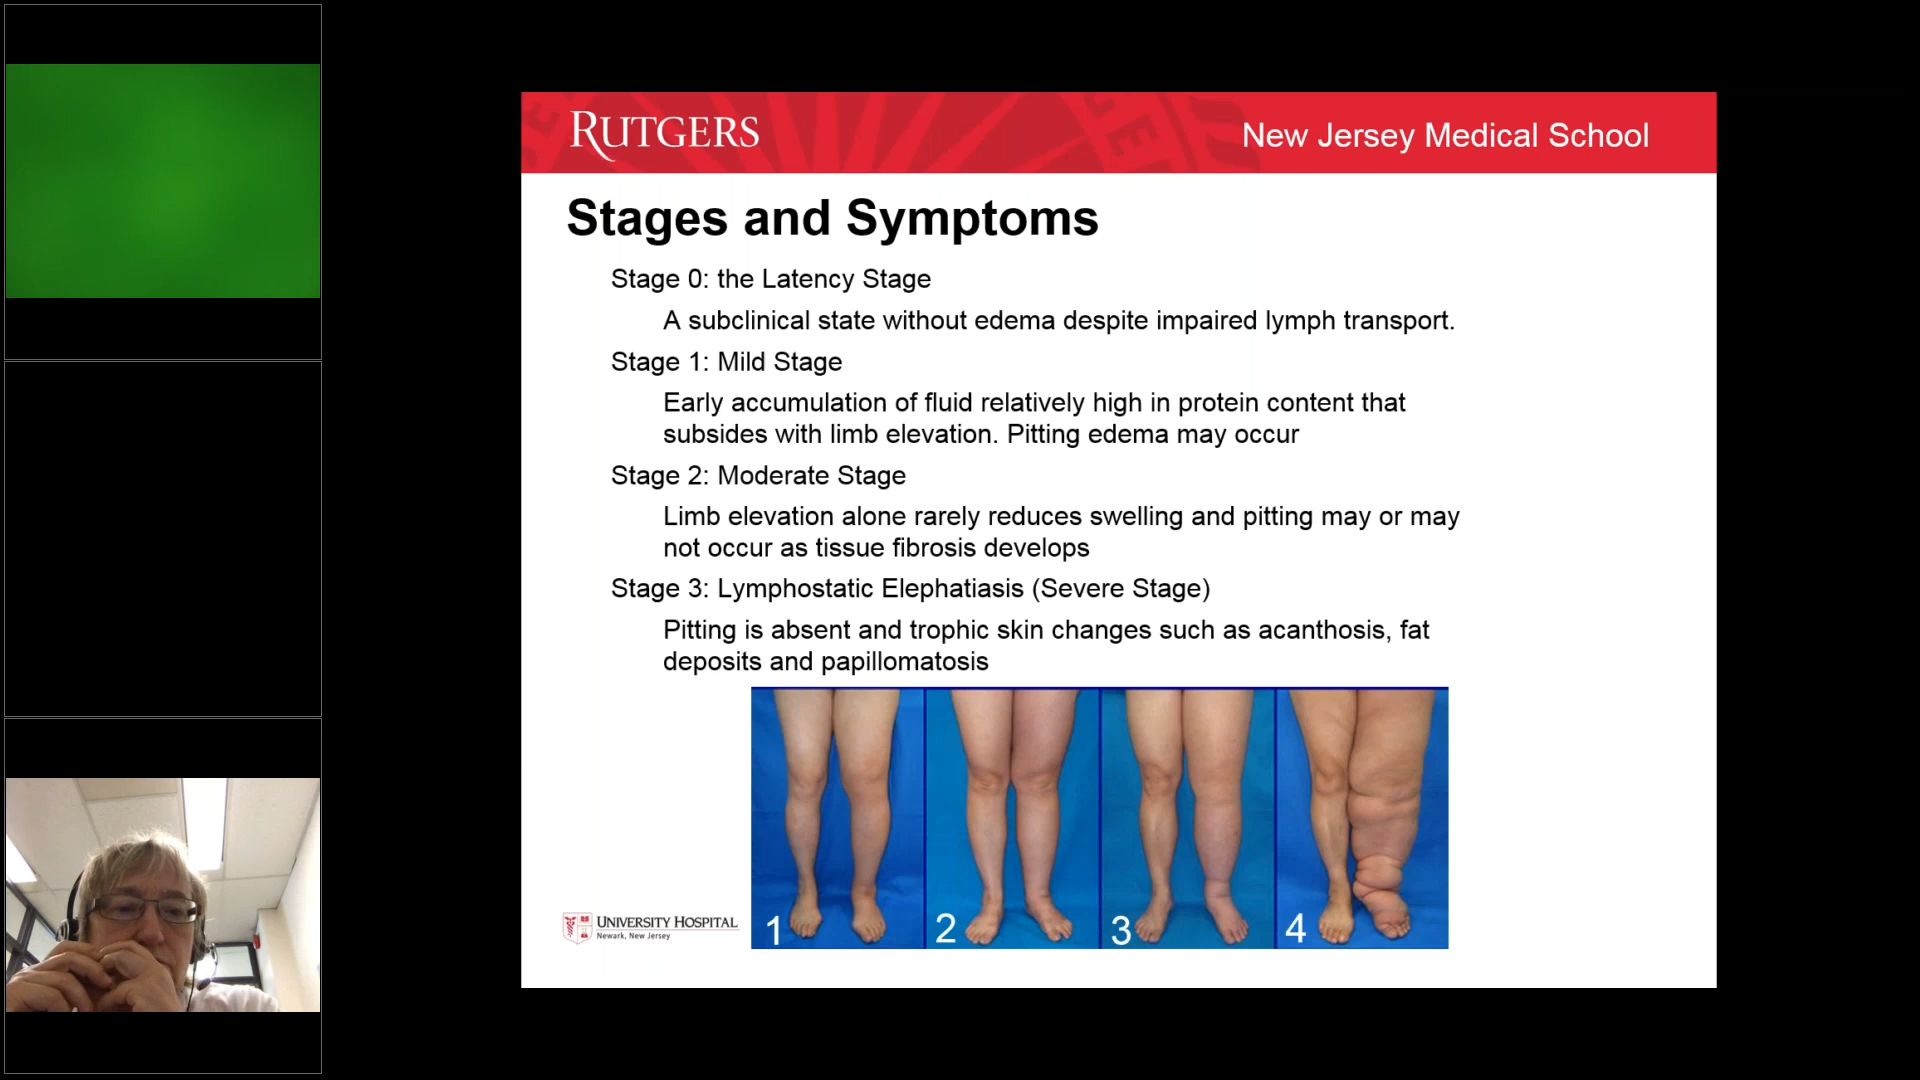 RUTGERS
New Jersey Medical School
Stages and Symptoms
Stage 0: the Latency Stage
A subclinical state without edema despite impaired lymph transport.
Stage 1: Mild Stage
Early accumulation of fluid relatively high in protein content that
subsides with limb elevation. Pitting edema may occur
Stage 2: Moderate Stage
Limb elevation alone rarely reduces swelling and pitting may or may
not occur as tissue fibrosis develops
Stage 3: Lymphostatic Elephatiasis (Severe Stage)
Pitting is absent and trophic skin changes such as acanthosis, fat
deposits and papillomatosis
1 2 3 4
UNIVERSITY HOSPITAL
Newark, New Jersey